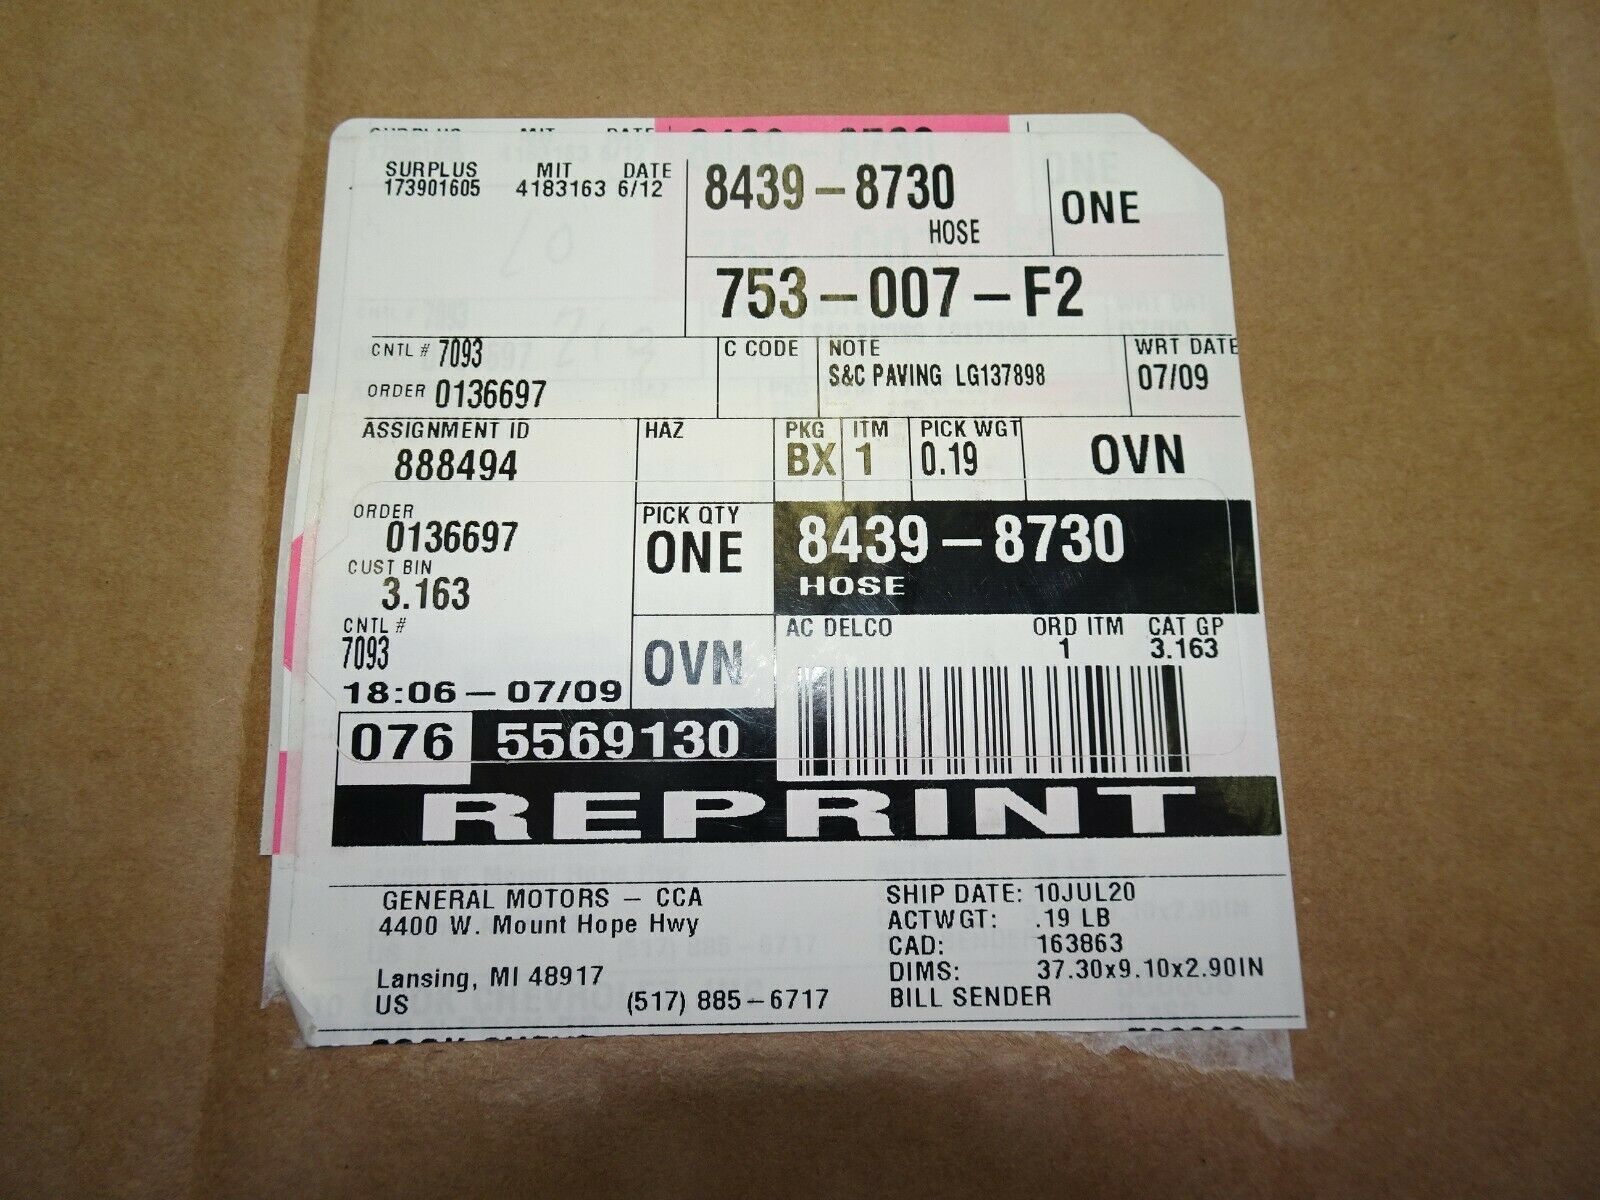 SURPLUS MIT DATE
173901605 4183163 6/12
8439-8730
HOSE
ONE
753-007-F2
CNTL # 7093
ORDER 0136697
C CODE
NOTE
S&C PAVING LG137898
WRT DATE
07/09
ASSIGNMENT ID
888494
HAZ
PKG
BX
ITM
1
PICK WGT
0.19
OVN
ORDER
0136697
CUST BIN
3.163
CNTL #
7093
18:06-07/09
PICK QTY
ONE
OVN
8439-8730
HOSE
AC DELCO
ORD ITM
1
CAT GP
3.163
076 5569130
REPRINT
GENERAL MOTORS - CCA
4400 W. Mount Hope Hwy
Lansing, MI 48917
US (517) 885-6717
SHIP DATE: 10JUL20
ACTWGT: .19 LB
CAD: 163863
DIMS: 37.30x9.10x2.90IN
BILL SENDER